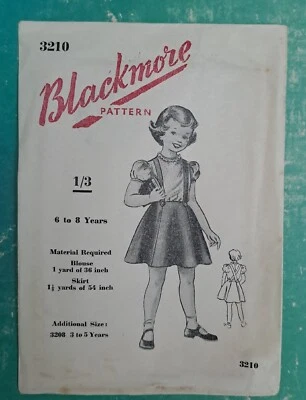 3210
Blackmore
PATTERN
1/3
6 to 8 Years
Material Required
Blouse
1 yard of 36 inch
Skirt
1¼ yards of 54 inch
Additional Size:
3208 3 to 5 Years
3210